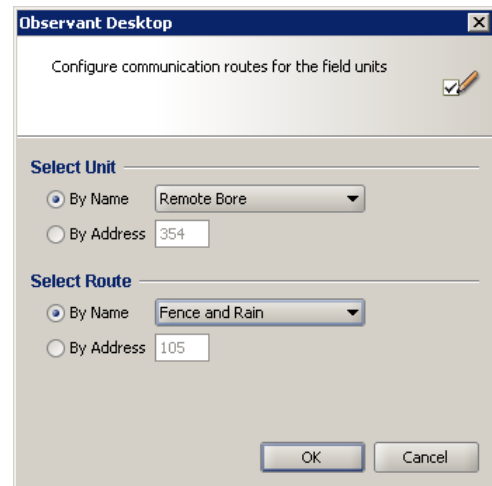 Observant Desktop
Configure communication routes for the field units
Select Unit
By Name Remote Bore
By Address 354
Select Route
By Name Fence and Rain
By Address 105
OK Cancel